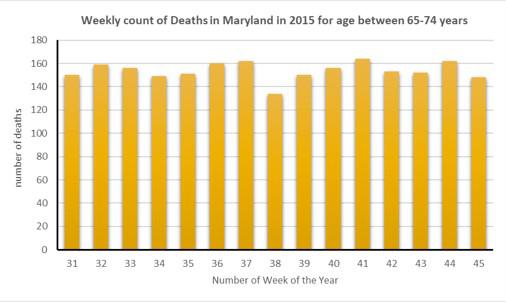 Weekly count of Deaths in Maryland in 2015 for age between 65-74 years
180
160
140
120
100
80
60
40
20
0
number of deaths
31 32 33 34 35 36 37 38 39 40 41 42 43 44 45
Number of Week of the Year